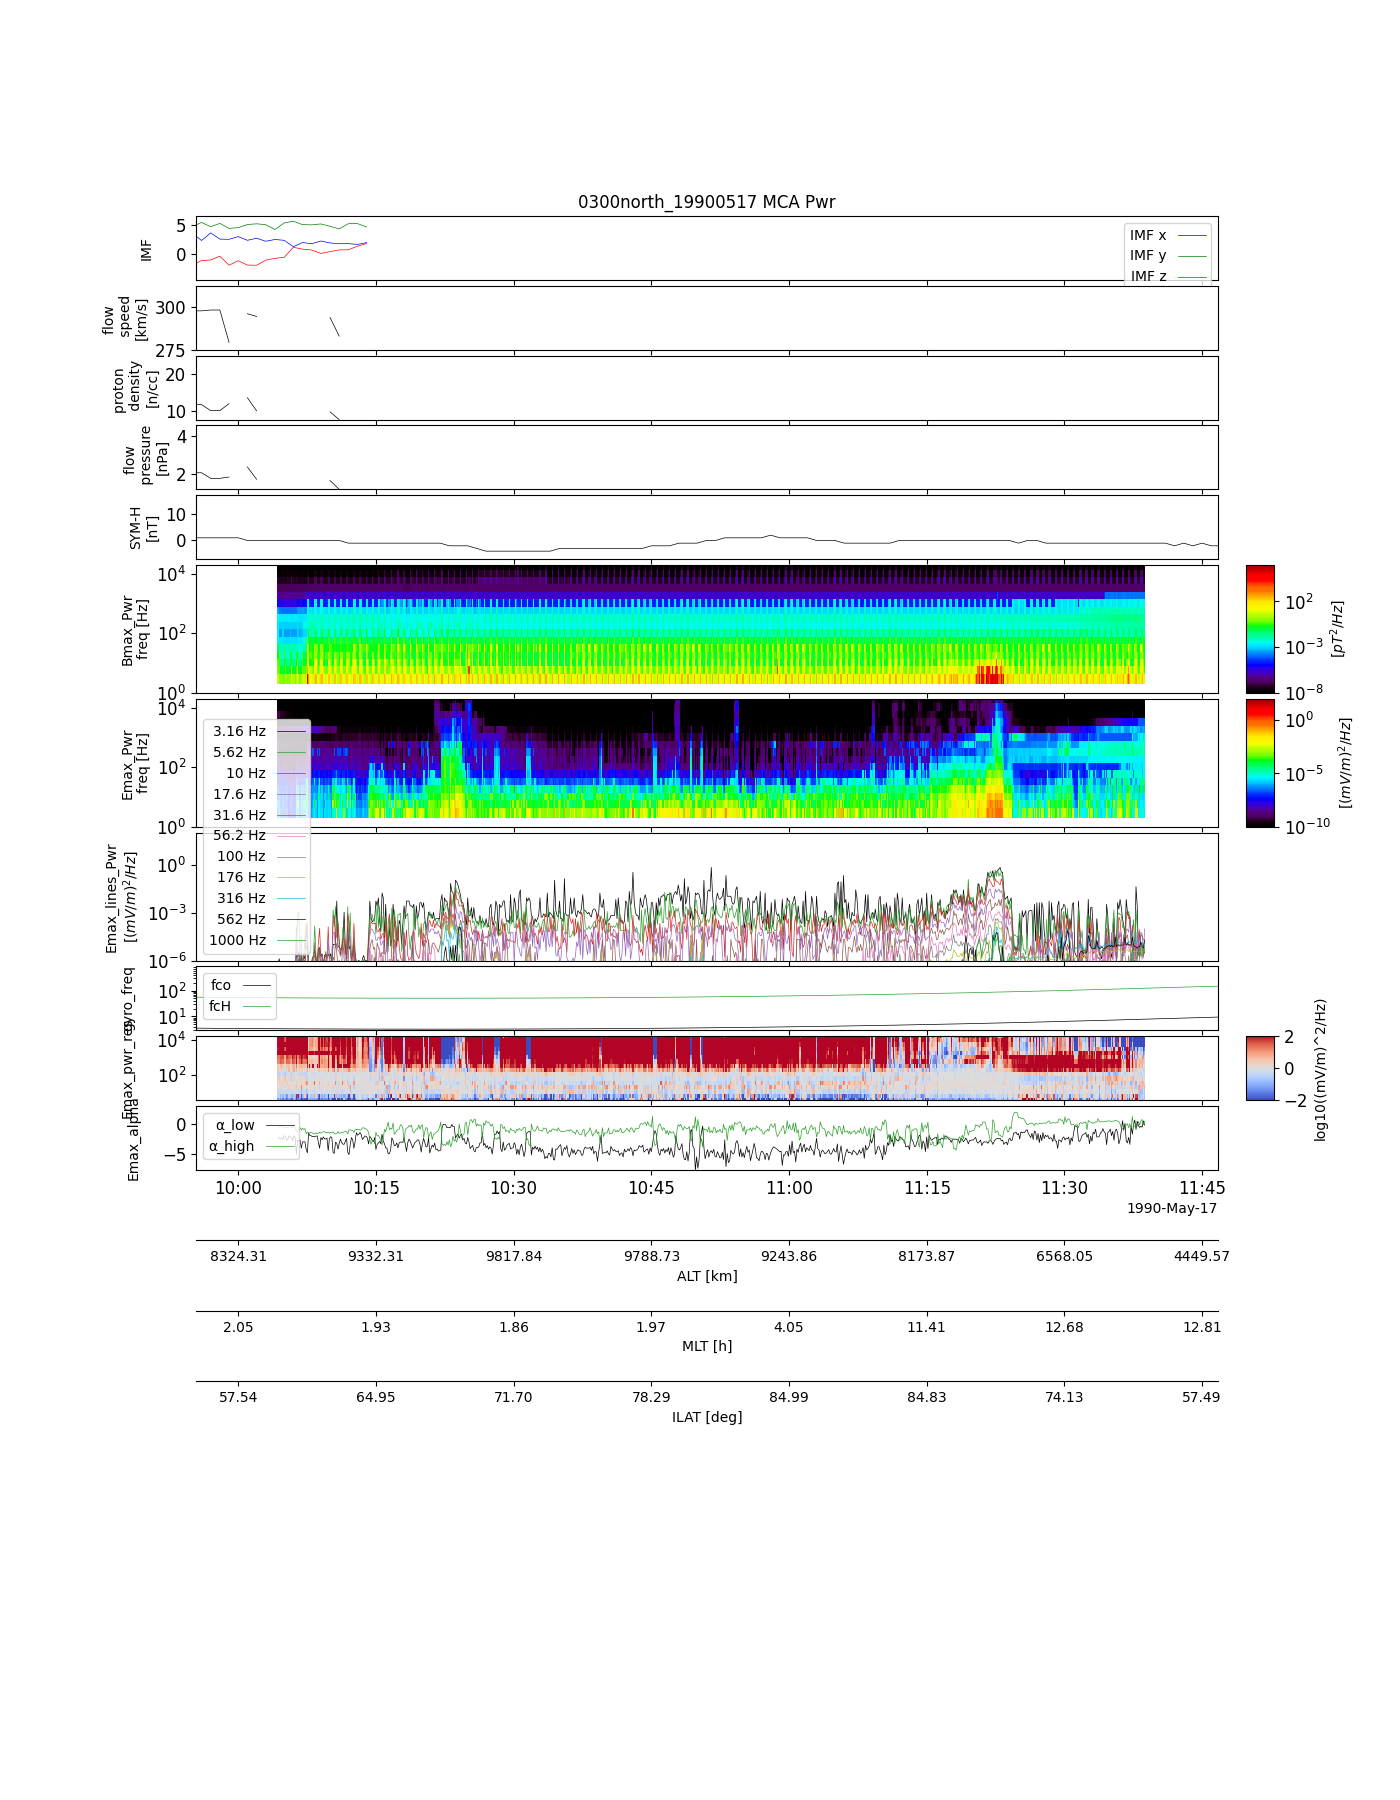 0300north_19900517 MCA Pwr
IMF
5
0
IMF x
IMF y
IMF z
flow
speed
[km/s]
300
275
proton
density
[n/cc]
20
10
flow
pressure
[nPa]
4
2
SYM-H
[nT]
10
0
Bmax_Pwr
freq [Hz]
10^4
10^2
10^0
10^2
10^-3
10^-8
[pT^2/Hz]
Emax_Pwr
freq [Hz]
10^4
10^2
10^0
10^0
10^-5
10^-10
[(mV/m)^2/Hz]
3.16 Hz
5.62 Hz
10 Hz
17.6 Hz
31.6 Hz
56.2 Hz
100 Hz
176 Hz
316 Hz
562 Hz
1000 Hz
Emax_lines_Pwr
[(mV/m)^2/Hz]
10^0
10^-3
10^-6
gyro_freq
10^2
10^1
fco
fcH
Emax_pwr_reg
10^4
10^2
2
0
−2
log10((mV/m)^2/Hz)
Emax_alpha
0
−5
α_low
α_high
10:00 10:15 10:30 10:45 11:00 11:15 11:30 11:45
1990-May-17
8324.31 9332.31 9817.84 9788.73 9243.86 8173.87 6568.05 4449.57
ALT [km]
2.05 1.93 1.86 1.97 4.05 11.41 12.68 12.81
MLT [h]
57.54 64.95 71.70 78.29 84.99 84.83 74.13 57.49
ILAT [deg]